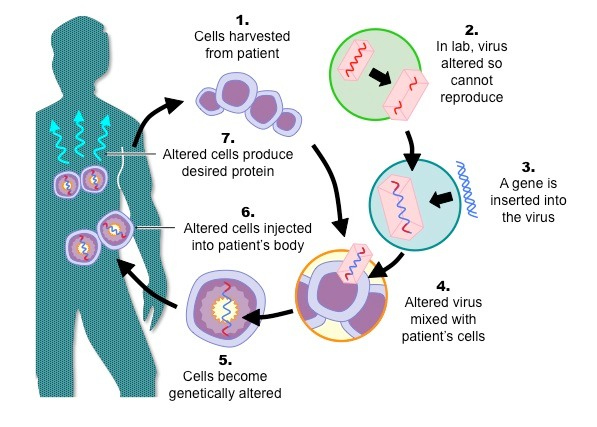 1.
Cells harvested
from patient
2.
In lab, virus
altered so
cannot
reproduce
3.
A gene is
inserted into
the virus
4.
Altered virus
mixed with
patient's cells
5.
Cells become
genetically altered
6.
Altered cells injected
into patient's body
7.
Altered cells produce
desired protein